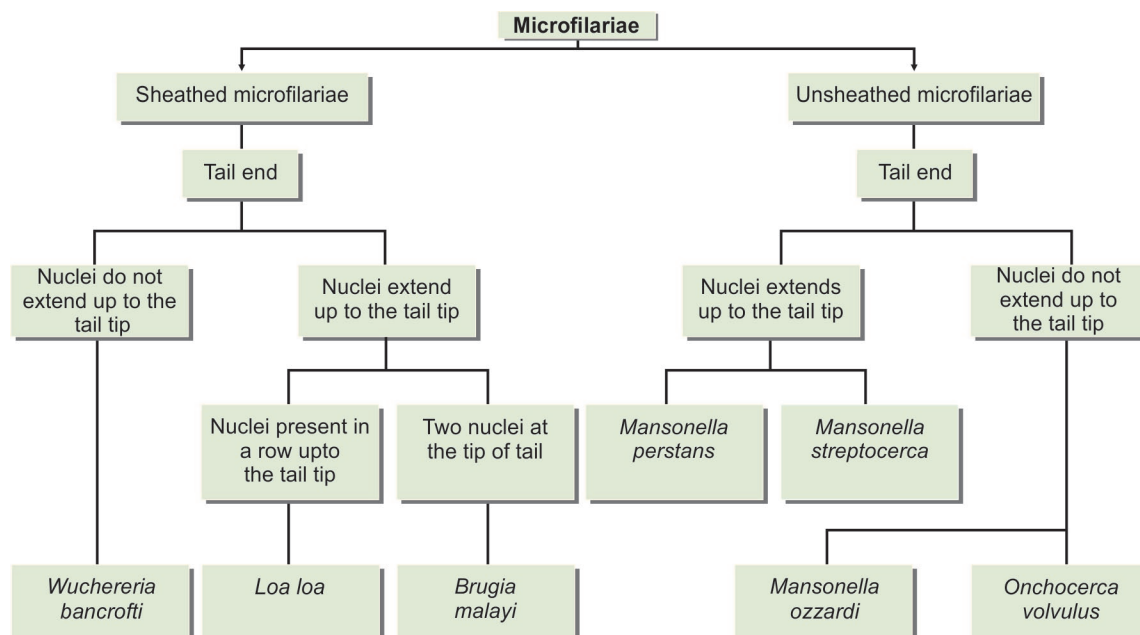 Microfilariae
Sheathed microfilariae
Unsheathed microfilariae
Tail end
Tail end
Nuclei do not
extend up to the
tail tip
Nuclei extend
up to the tail tip
Nuclei extends
up to the tail tip
Nuclei do not
extend up to
the tail tip
Nuclei present in
a row upto
the tail tip
Two nuclei at
the tip of tail
Mansonella
perstans
Mansonella
streptocerca
Wuchereria
bancrofti
Loa loa
Brugia
malayi
Mansonella
ozzardi
Onchocerca
volvulus